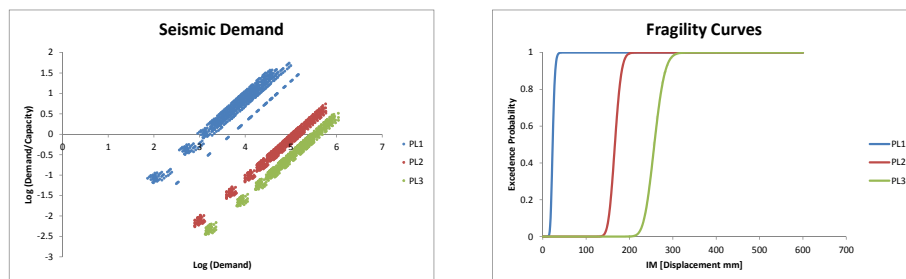 Seismic Demand
Log (Demand/Capacity)
2
1.5
1
0.5
0
-0.5
-1
-1.5
-2
-2.5
-3
0 1 2 3 4 5 6 7
Log (Demand)
PL1
PL2
PL3
Fragility Curves
Exceedence Probability
1
0.8
0.6
0.4
0.2
0
0 100 200 300 400 500 600 700
IM [Displacement mm]
PL1
PL2
PL3